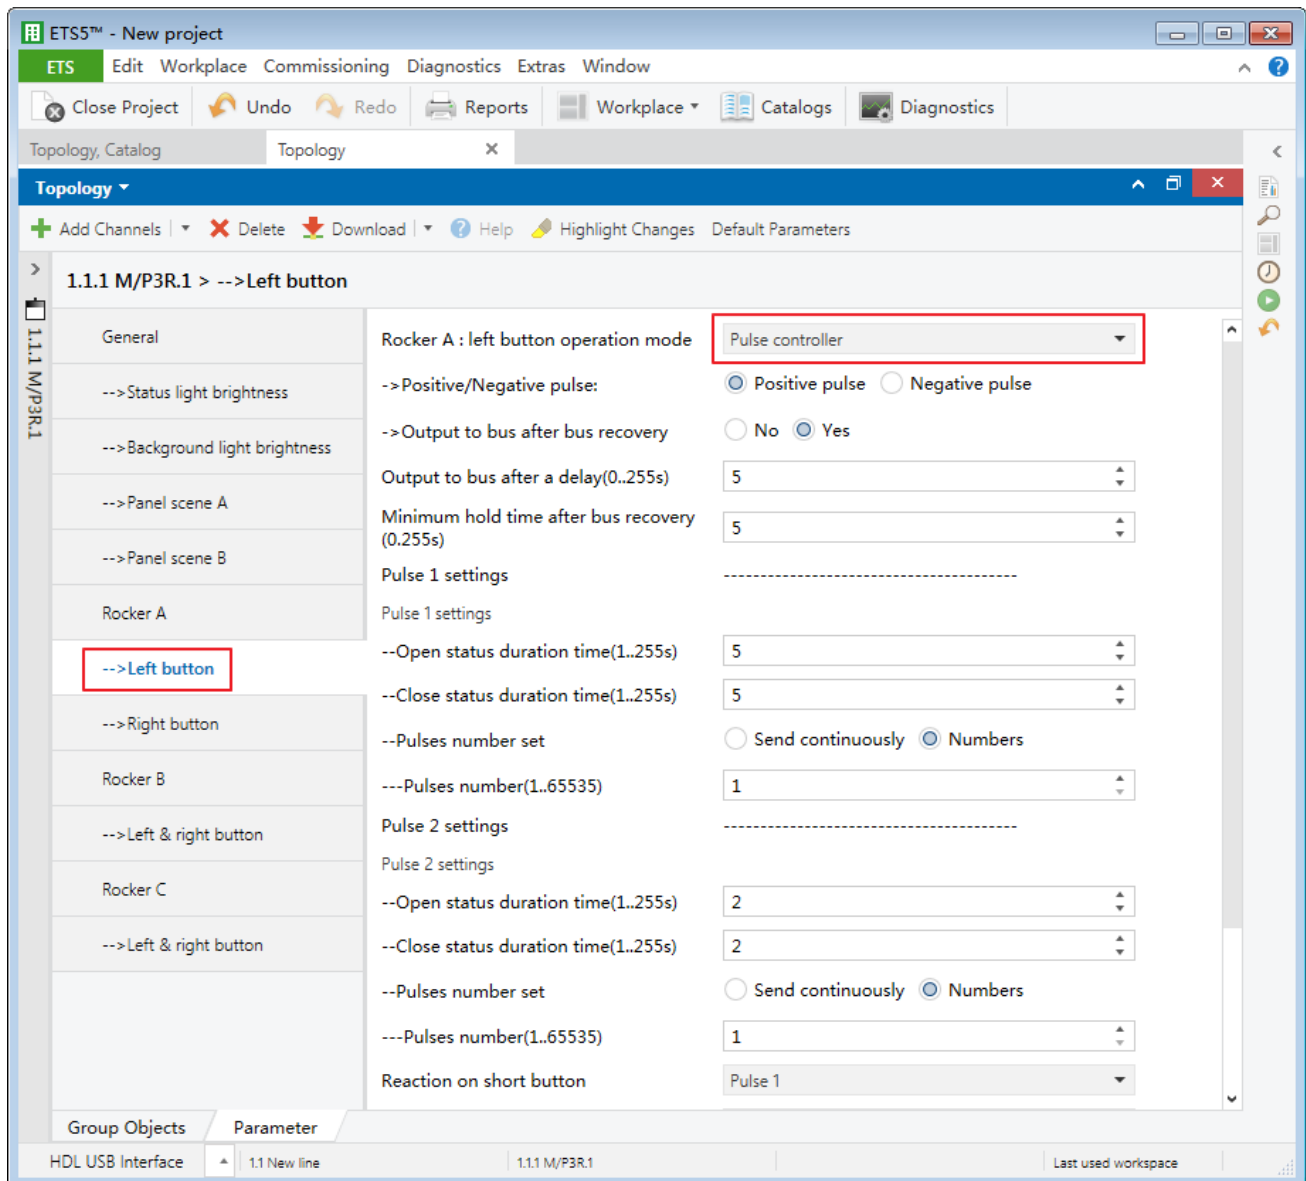 ETS5™ - New project
ETS Edit Workplace Commissioning Diagnostics Extras Window
Close Project Undo Redo Reports Workplace Catalogs Diagnostics
Topology, Catalog Topology
Topology
Add Channels Delete Download Help Highlight Changes Default Parameters
1.1.1 M/P3R.1 > -->Left button
1.1.1 M/P3R.1
General
-->Status light brightness
-->Background light brightness
-->Panel scene A
-->Panel scene B
Rocker A
-->Left button
-->Right button
Rocker B
-->Left & right button
Rocker C
-->Left & right button
Rocker A : left button operation mode Pulse controller
->Positive/Negative pulse: Positive pulse Negative pulse
->Output to bus after bus recovery No Yes
Output to bus after a delay(0..255s) 5
Minimum hold time after bus recovery
(0.255s) 5
Pulse 1 settings ----------------------------------------
Pulse 1 settings
--Open status duration time(1..255s) 5
--Close status duration time(1..255s) 5
--Pulses number set Send continuously Numbers
---Pulses number(1..65535) 1
Pulse 2 settings ----------------------------------------
Pulse 2 settings
--Open status duration time(1..255s) 2
--Close status duration time(1..255s) 2
--Pulses number set Send continuously Numbers
---Pulses number(1..65535) 1
Reaction on short button Pulse 1
Group Objects Parameter
HDL USB Interface 1.1 New line 1.1.1 M/P3R.1 Last used workspace